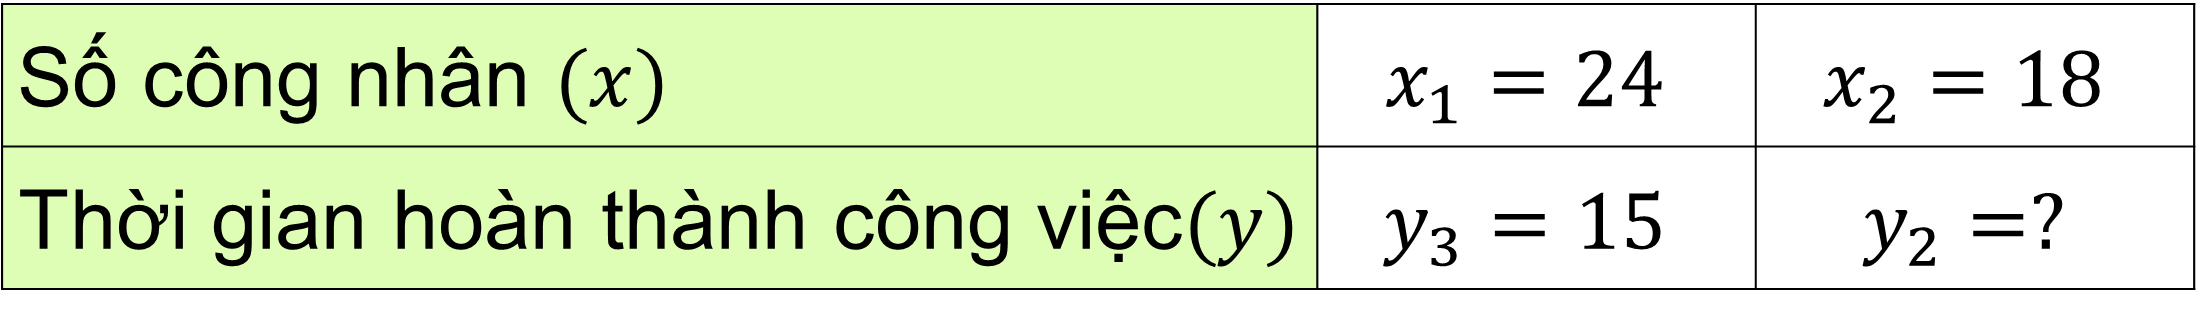 Số công nhân (x) x₁ = 24 x₂ = 18
Thời gian hoàn thành công việc(y) y₃ = 15 y₂ =?